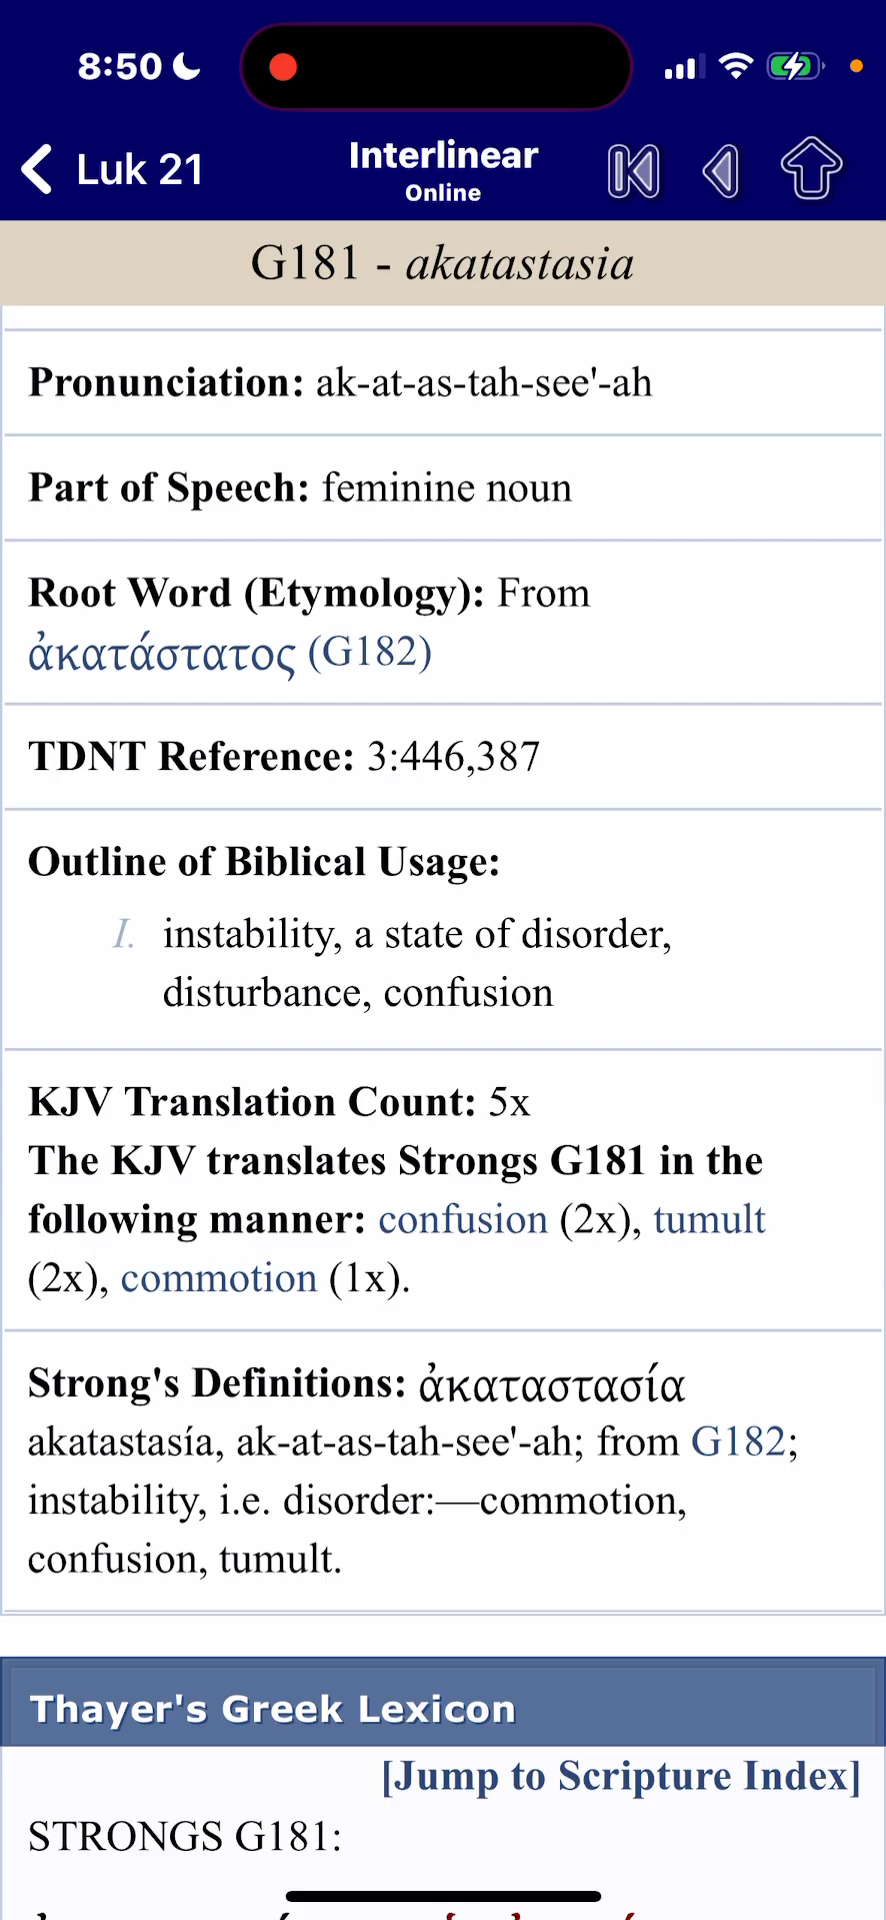 8:50
Luk 21
Interlinear
Online
G181 - akatastasia
Pronunciation: ak-at-as-tah-see'-ah
Part of Speech: feminine noun
Root Word (Etymology): From
ἀκατάστατος (G182)
TDNT Reference: 3:446,387
Outline of Biblical Usage:
I. instability, a state of disorder,
disturbance, confusion
KJV Translation Count: 5x
The KJV translates Strongs G181 in the
following manner: confusion (2x), tumult
(2x), commotion (1x).
Strong's Definitions: ἀκαταστασία
akatastasía, ak-at-as-tah-see'-ah; from G182;
instability, i.e. disorder:—commotion,
confusion, tumult.
Thayer's Greek Lexicon
[Jump to Scripture Index]
STRONGS G181: